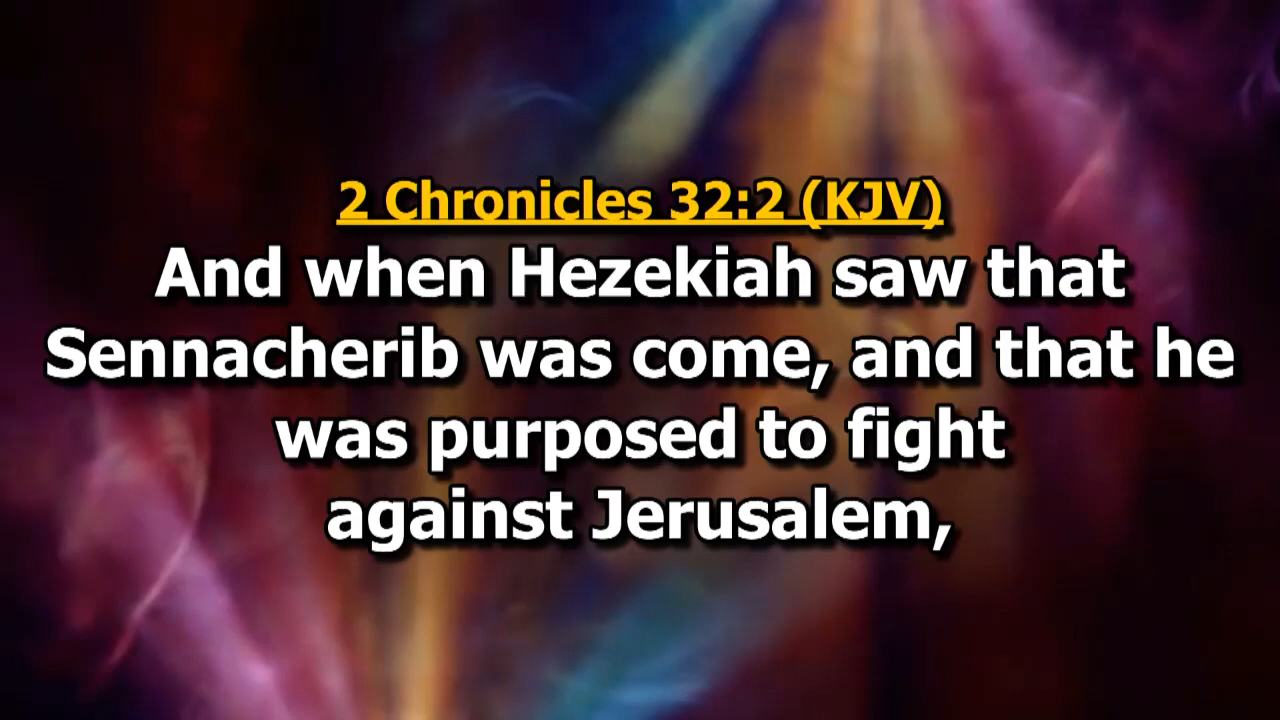 2 Chronicles 32:2 (KJV)
And when Hezekiah saw that
Sennacherib was come, and that he
was purposed to fight
against Jerusalem,